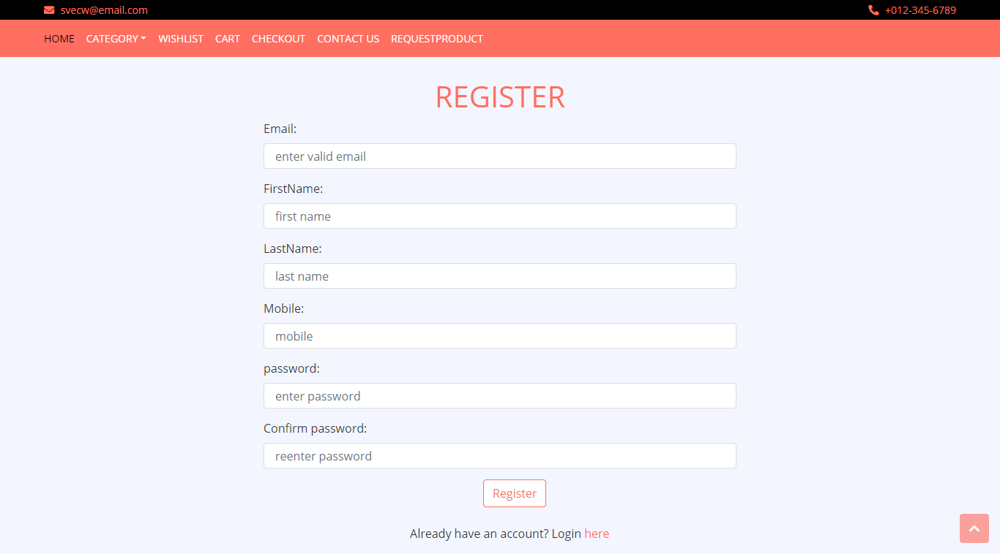 svecw@email.com +012-345-6789
HOME CATEGORY WISHLIST CART CHECKOUT CONTACT US REQUESTPRODUCT
REGISTER
Email:
enter valid email
FirstName:
first name
LastName:
last name
Mobile:
mobile
password:
enter password
Confirm password:
reenter password
Register
Already have an account? Login here